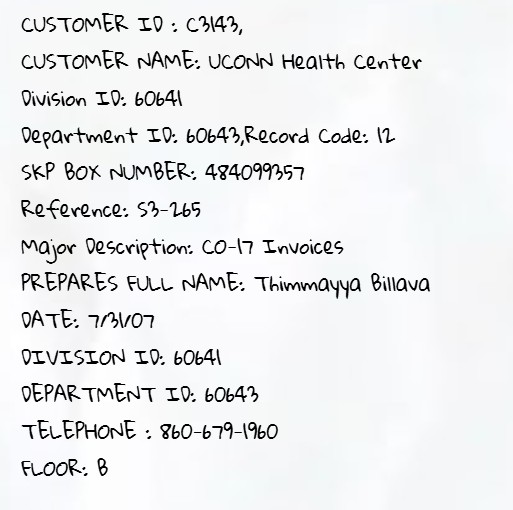 CUSTOMER ID : C3143,
CUSTOMER NAME: UCONN Health Center
Division ID: 60641
Department ID: 60643,Record Code: 12
SKP BOX NUMBER: 484099357
Reference: S3-265
Major Description: CO-17 Invoices
PREPARES FULL NAME: Thimmayya Billava
DATE: 7/31/07
DIVISION ID: 60641
DEPARTMENT ID: 60643
TELEPHONE : 860-679-1960
FLOOR: B